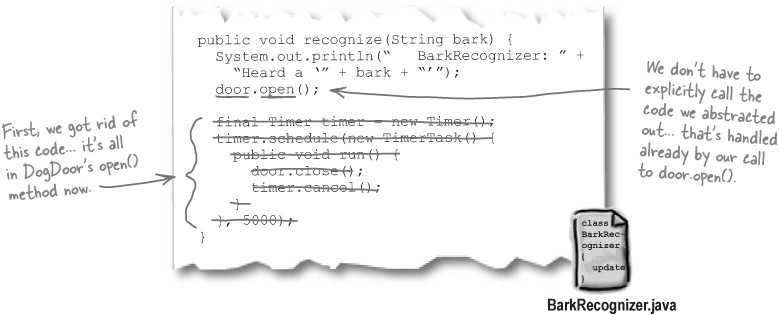 public void recognize(String bark) {
System.out.println(“   BarkRecognizer: ” +
“Heard a ‘” + bark + “’”);
door.open();
final Timer timer = new Timer();
timer.schedule(new TimerTask() {
public void run() {
door.close();
timer.cancel();
}
}, 5000);
}
First, we got rid of
this code... it’s all
in DogDoor’s open()
method now.
We don’t have to
explicitly call the
code we abstracted
out... that’s handled
already by our call
to door.open().
class
BarkRec-
ognizer
{
update
}
BarkRecognizer.java